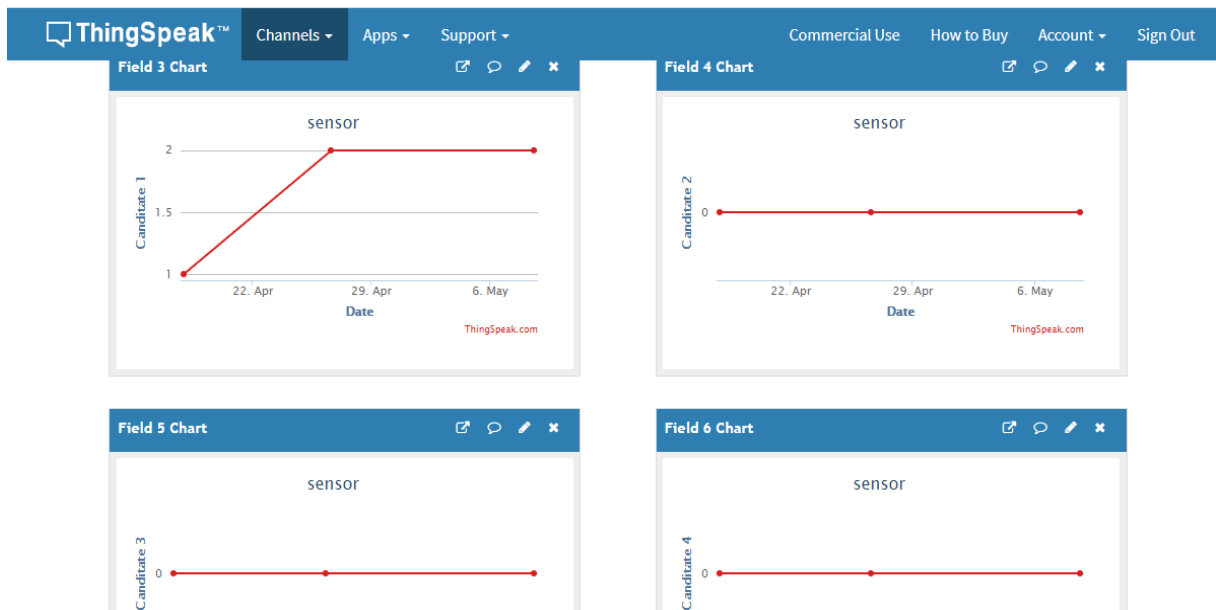 ThingSpeak™ Channels Apps Support Commercial Use How to Buy Account Sign Out
Field 3 Chart
sensor
Canditate 1
2
1.5
1
22. Apr 29. Apr 6. May
Date
ThingSpeak.com
Field 4 Chart
sensor
Canditate 2
0
22. Apr 29. Apr 6. May
Date
ThingSpeak.com
Field 5 Chart
sensor
Canditate 3
0
Field 6 Chart
sensor
Canditate 4
0